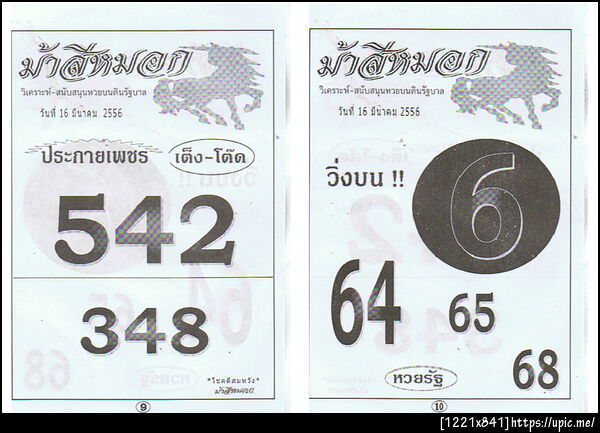 ม้าสีหมอก
วิเคราะห์-สนับสนุนหวยบนดินรัฐบาล
วันที่ 16 มีนาคม 2556
ประกายเพชร เต็ง-โต๊ด
542
348
*โชคดีสมหวัง*
ม้าสีหมอก
9
ม้าสีหมอก
วิเคราะห์-สนับสนุนหวยบนดินรัฐบาล
วันที่ 16 มีนาคม 2556
วิ่งบน !!
6
64
65
หวยรัฐ
68
10
[1221x841]https://upic.me/